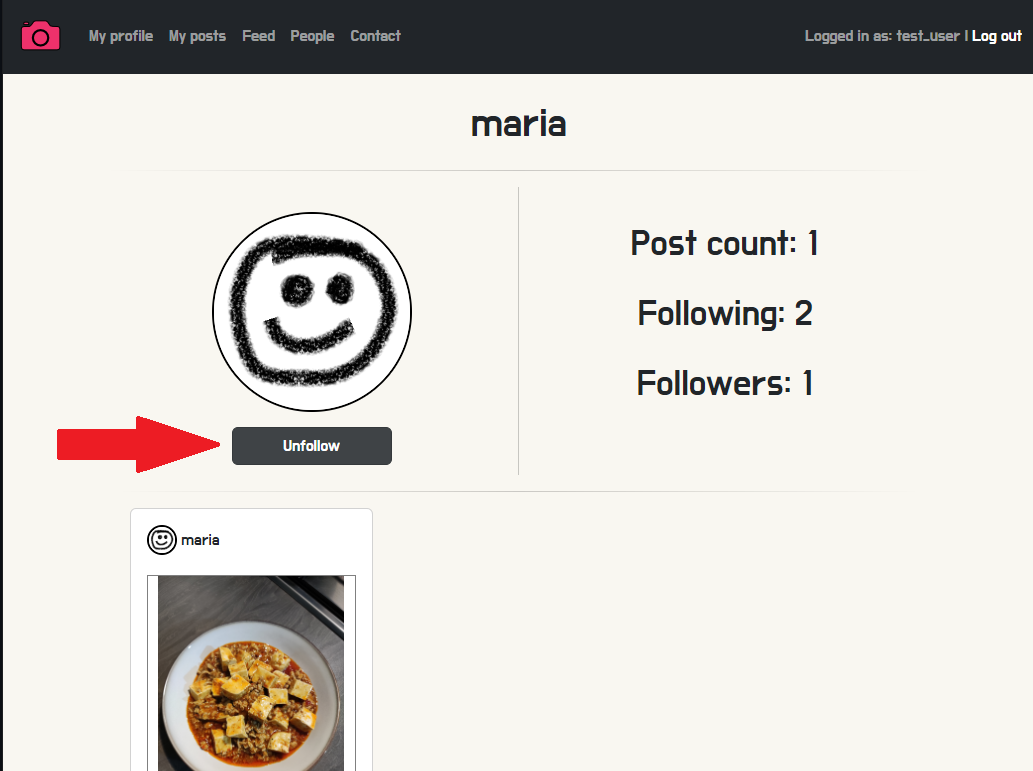 My profile My posts Feed People Contact Logged in as: test_user | Log out
maria
Post count: 1
Following: 2
Followers: 1
Unfollow
maria